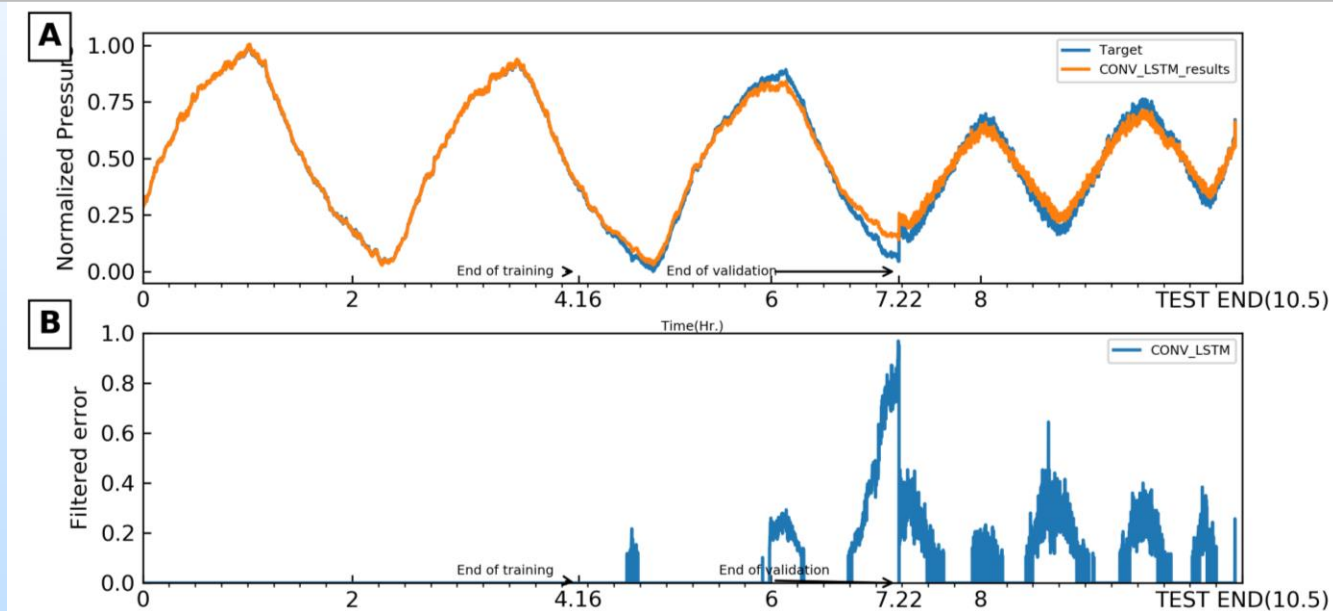 A
1.00
0.75
0.50
0.25
0.00
Normalized Pressure
Target
CONV_LSTM_results
End of training
End of validation
0 2 4.16 6 7.22 8 TEST END(10.5)
Time(Hr.)
B
1.0
0.8
0.6
0.4
0.2
0.0
Filtered error
CONV_LSTM
End of training
End of validation
0 2 4.16 6 7.22 8 TEST END(10.5)